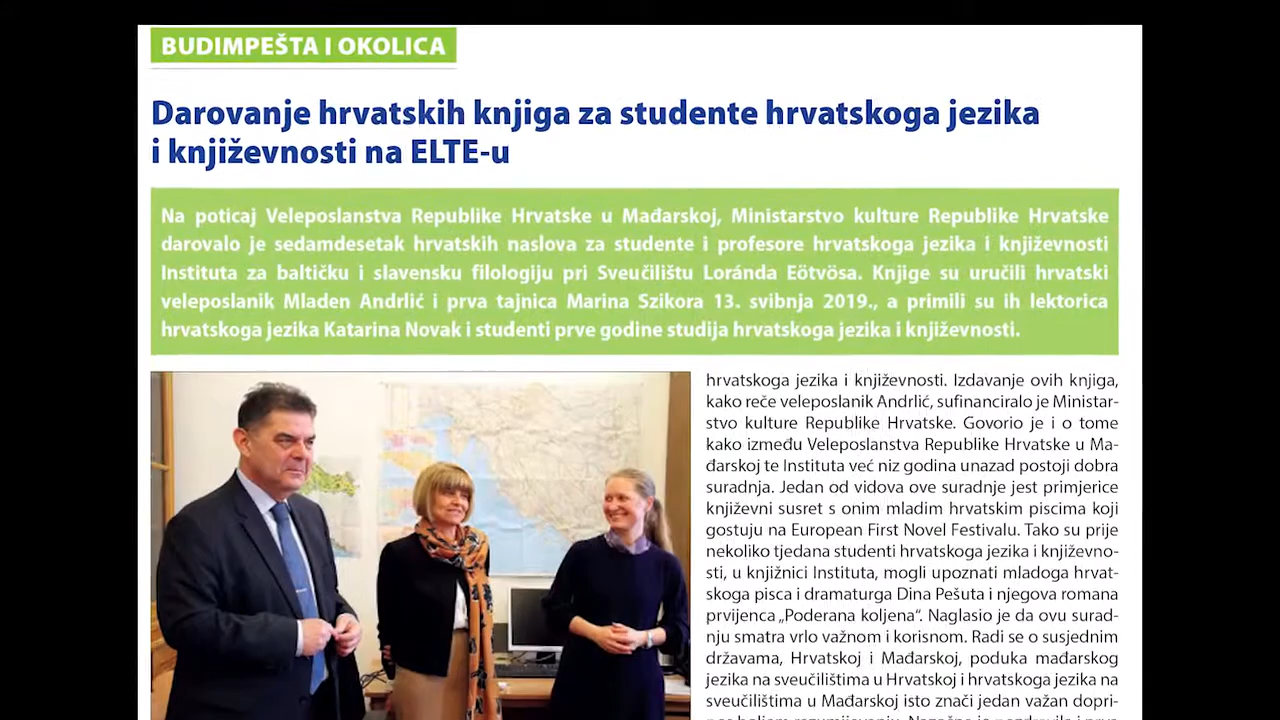 BUDIMPEŠTA I OKOLICA
Darovanje hrvatskih knjiga za studente hrvatskoga jezika
i književnosti na ELTE-u
Na poticaj Veleposlanstva Republike Hrvatske u Mađarskoj, Ministarstvo kulture Republike Hrvatske
darovalo je sedamdesetak hrvatskih naslova za studente i profesore hrvatskoga jezika i književnosti
Instituta za baltičku i slavensku filologiju pri Sveučilištu Loránda Eötvösa. Knjige su uručili hrvatski
veleposlanik Mladen Andrlić i prva tajnica Marina Szikora 13. svibnja 2019., a primili su ih lektorica
hrvatskoga jezika Katarina Novak i studenti prve godine studija hrvatskoga jezika i književnosti.
hrvatskoga jezika i književnosti. Izdavanje ovih knjiga,
kako reče veleposlanik Andrlić, sufinanciralo je Ministar-
stvo kulture Republike Hrvatske. Govorio je i o tome
kako između Veleposlanstva Republike Hrvatske u Ma-
đarskoj te Instituta već niz godina unazad postoji dobra
suradnja. Jedan od vidova ove suradnje jest primjerice
književni susret s onim mladim hrvatskim piscima koji
gostuju na European First Novel Festivalu. Tako su prije
nekoliko tjedana studenti hrvatskoga jezika i književno-
sti, u knjižnici Instituta, mogli upoznati mladoga hrvat-
skoga pisca i dramaturga Dina Pešuta i njegova romana
prvijenca „Poderana koljena“. Naglasio je da ovu surad-
nju smatra vrlo važnom i korisnom. Radi se o susjednim
državama, Hrvatskoj i Mađarskoj, poduka mađarskog
jezika na sveučilištima u Hrvatskoj i hrvatskoga jezika na
sveučilištima u Mađarskoj isto znači jedan važan dopri-